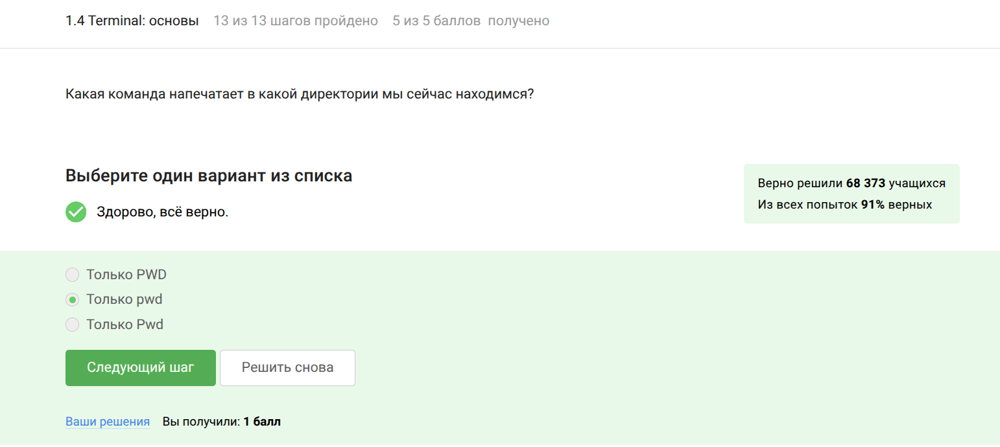 1.4 Terminal: основы 13 из 13 шагов пройдено 5 из 5 баллов получено
Какая команда напечатает в какой директории мы сейчас находимся?
Выберите один вариант из списка
Здорово, всё верно.
Верно решили 68 373 учащихся
Из всех попыток 91% верных
Только PWD
Только pwd
Только Pwd
Следующий шаг Решить снова
Ваши решения Вы получили: 1 балл